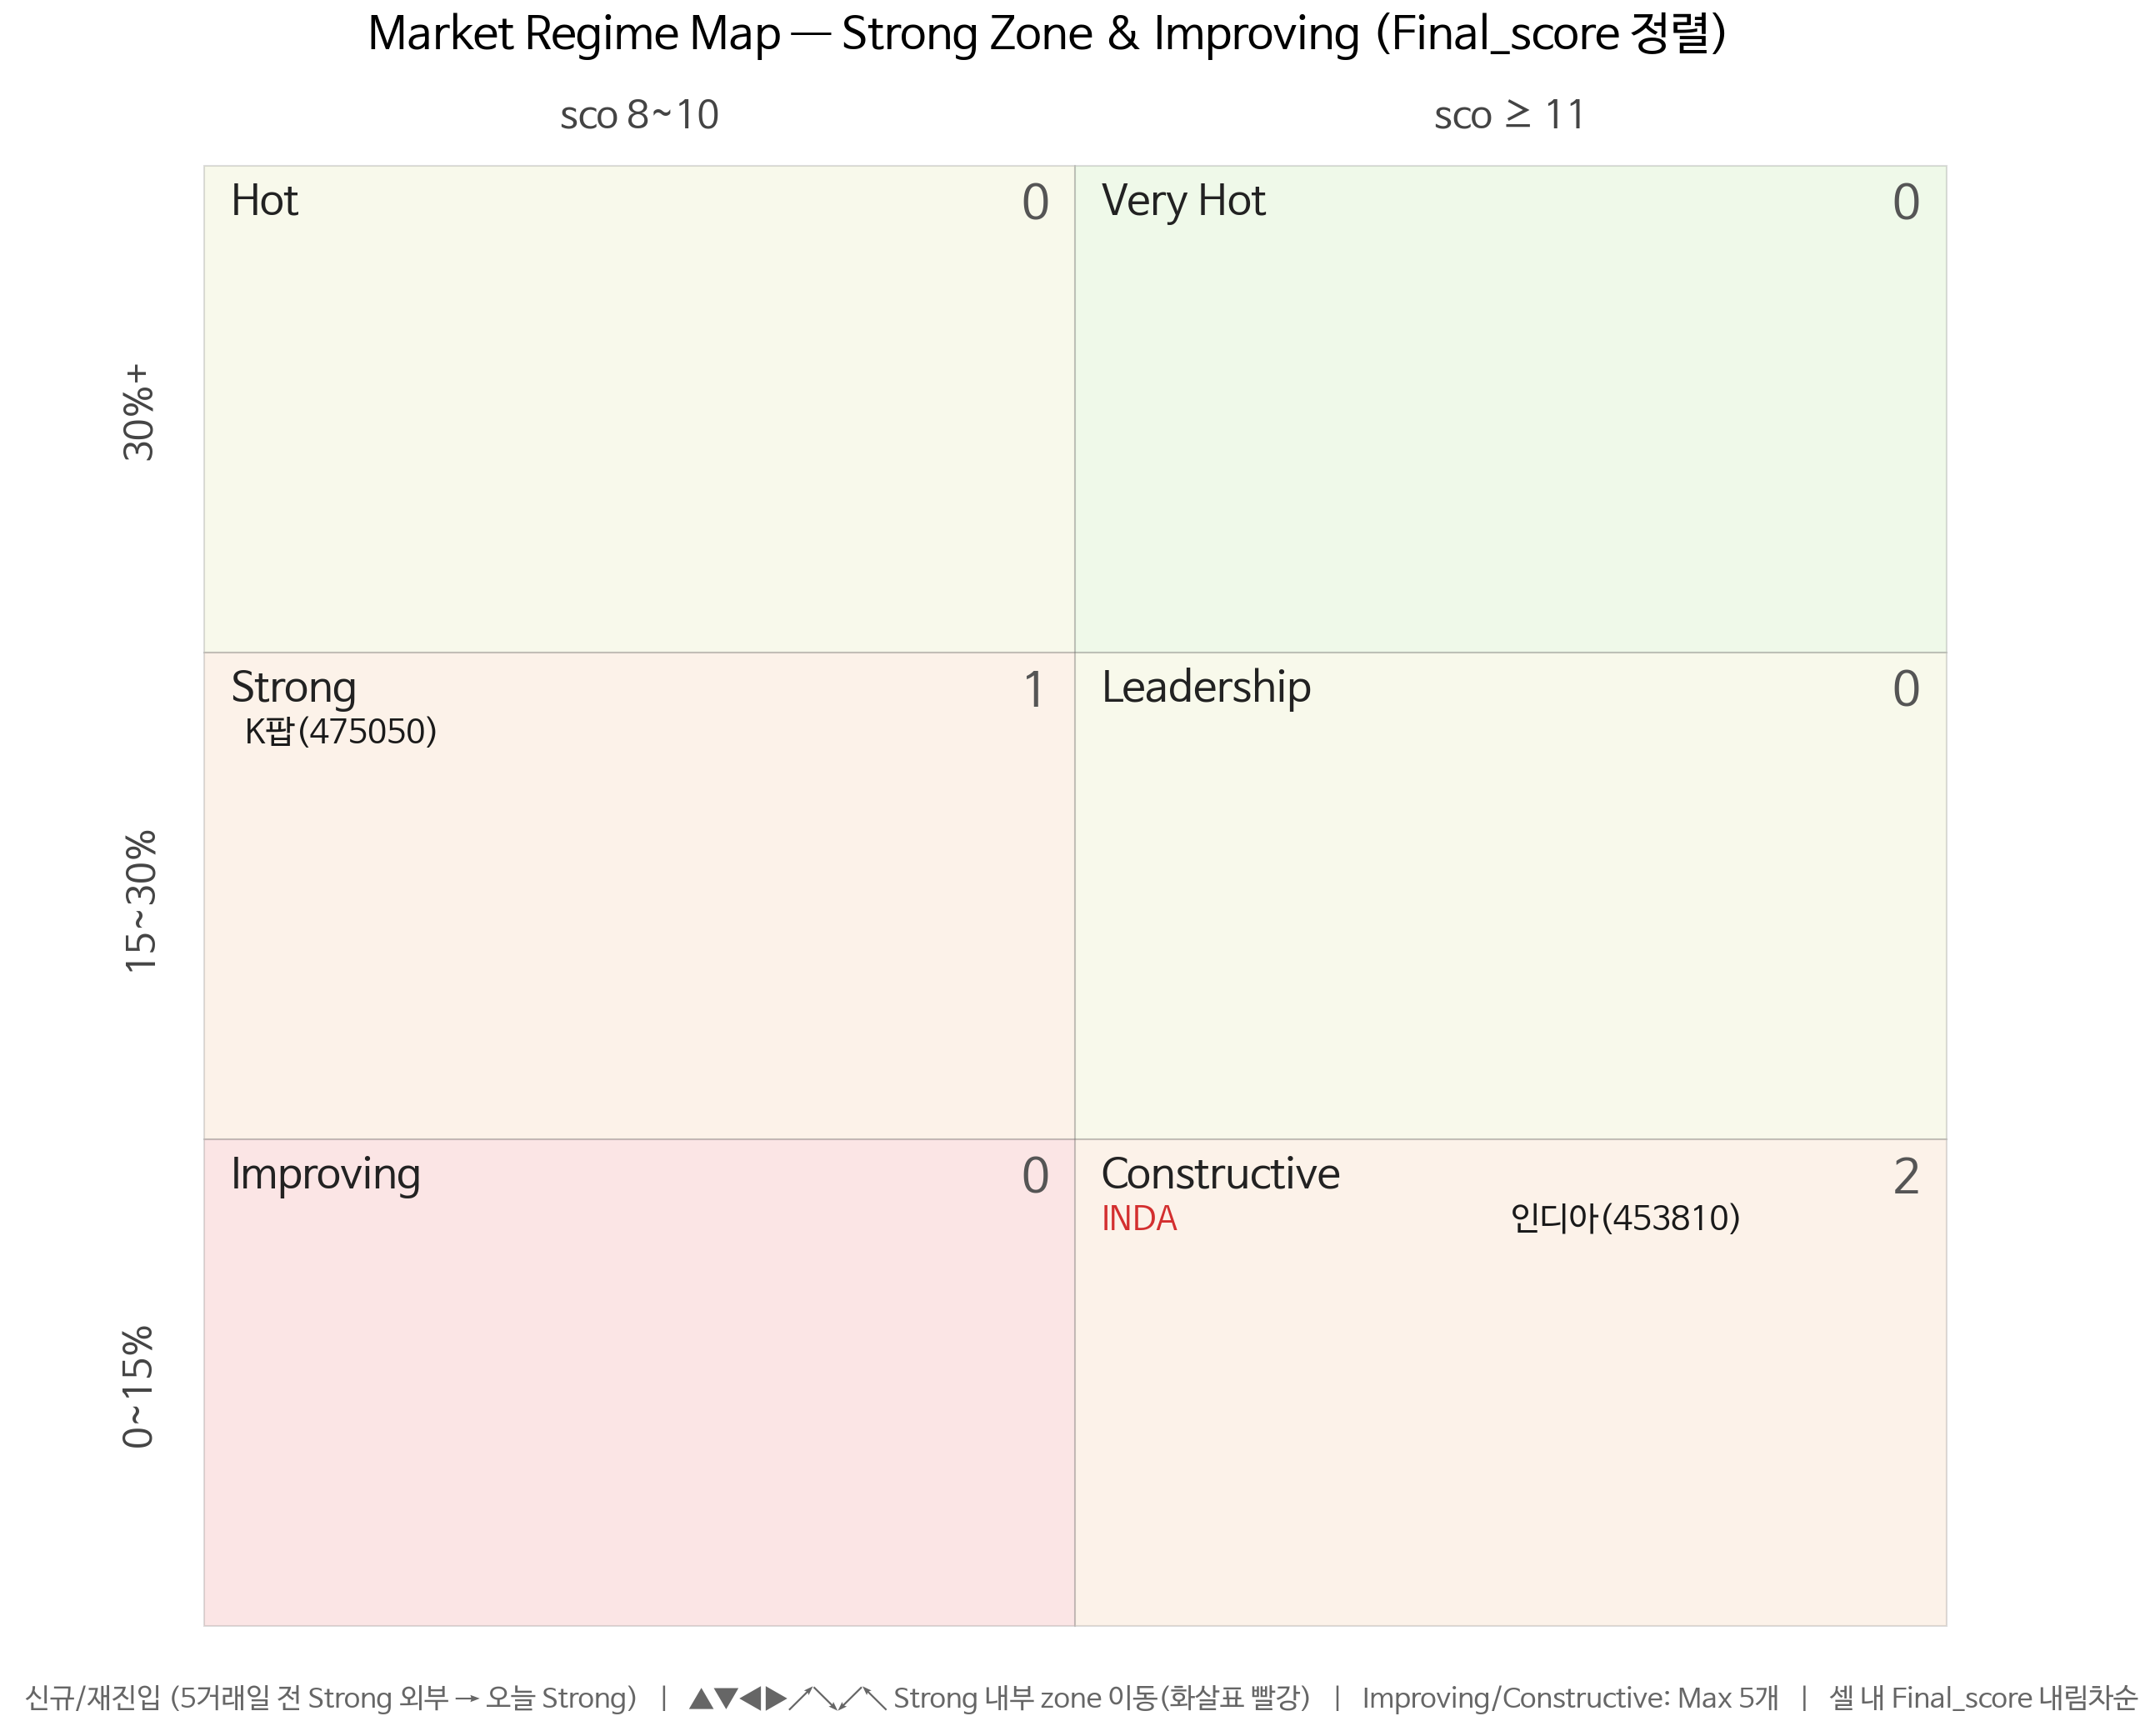 Market Regime Map — Strong Zone & Improving (Final_score 정렬)
sco 8~10
sco ≥ 11
30%+
Hot 0
Very Hot 0
15~30%
Strong 1
K팝(475050)
Leadership 0
0~15%
Improving 0
Constructive 2
INDA 인디아(453810)
신규/재진입 (5거래일 전 Strong 외부 → 오늘 Strong) | ▲▼◀▶↗↘↙↖ Strong 내부 zone 이동(화살표 빨강) | Improving/Constructive: Max 5개 | 셀 내 Final_score 내림차순